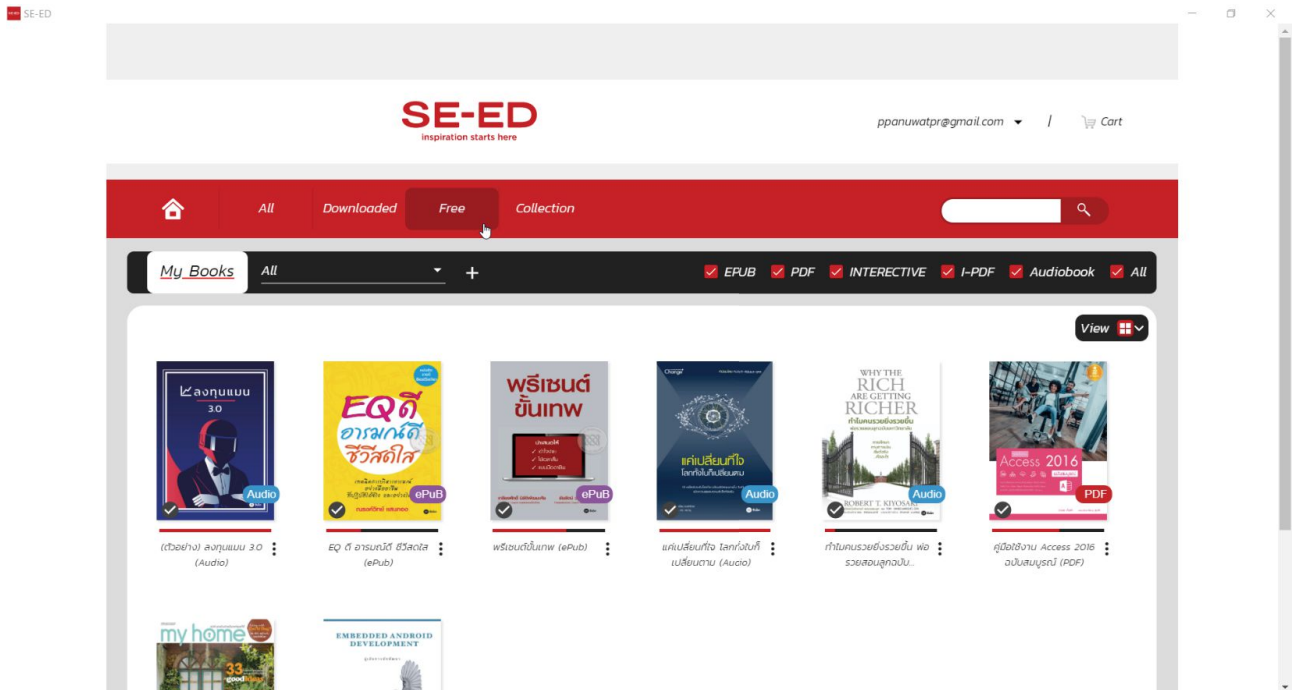 SE-ED
SE-ED
inspiration starts here
ppanuwatpr@gmail.com
/
Cart
All
Downloaded
Free
Collection
My Books
All
EPUB
PDF
INTERECTIVE
I-PDF
Audiobook
All
View
ลงทุนแมน
3.0
Audio
EQ ดี
อารมณ์ดี
ชีวิตสดใส
ePuB
พรีเซนต์
ขั้นเทพ
ePuB
Change
แค่เปลี่ยนที่ใจ
โลกทั้งใบก็เปลี่ยนตาม
Audio
WHY THE
RICH
ARE GETTING
RICHER
ทำไมคนรวยยิ่งรวยขึ้น
ROBERT T. KIYOSAKI
Audio
Access 2016
PDF
(ตัวอย่าง) ลงทุนแมน 3.0
(Audio)
EQ ดี อารมณ์ดี ชีวิสดใส
(ePub)
พรีเซนต์ขั้นเทพ (ePub)
แค่เปลี่ยนที่ใจ โลกทั้งใบก็
เปลี่ยนตาม (Audio)
ทำไมคนรวยยิ่งรวยขึ้น พ่อ
รวยสอนลูกฉบับ...
คู่มือใช้งาน Access 2016
ฉบับสมบูรณ์ (PDF)
my home
33
good
EMBEDDED ANDROID
DEVELOPMENT